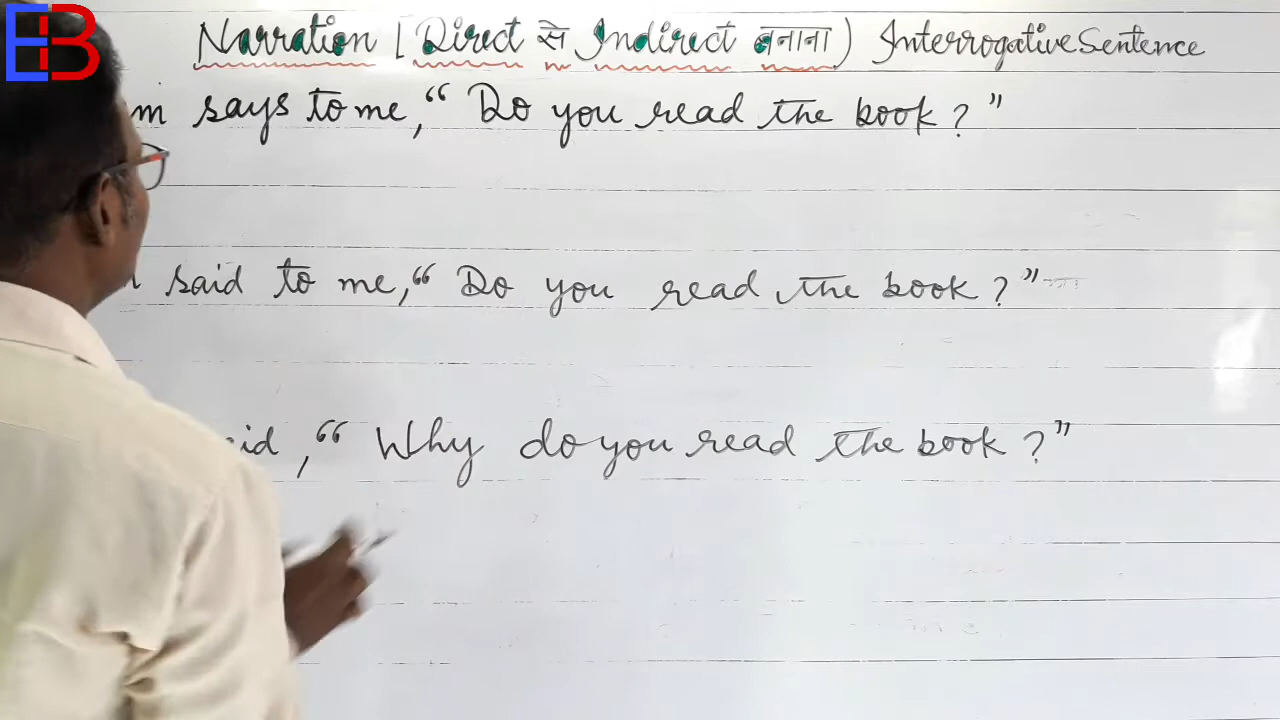 EB
Narration [Direct से Indirect बनाना) Interrogative Sentence
m says to me, “Do you read the book?”
said to me, “Do you read the book?”
id, “Why do you read the book?”